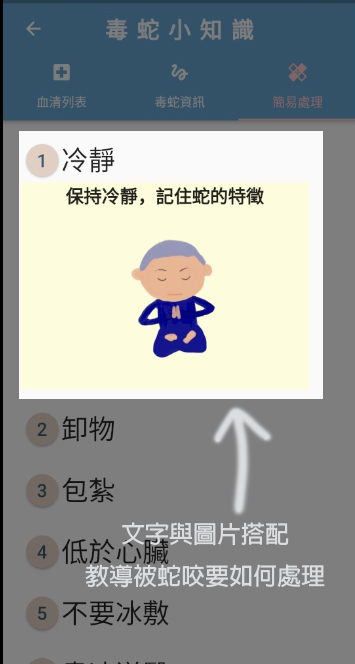 毒蛇小知識
血清列表
毒蛇資訊
簡易處理
1 冷靜
保持冷靜，記住蛇的特徵
2 卸物
3 包紮
4 低於心臟
文字與圖片搭配
教導被蛇咬要如何處理
5 不要冰敷